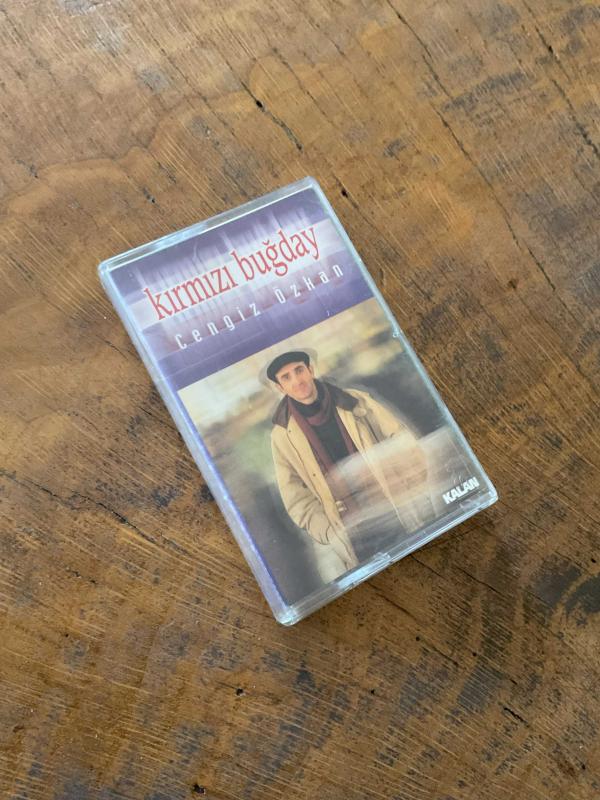 kırmızı buğday
Cengiz Özkan
KALAN